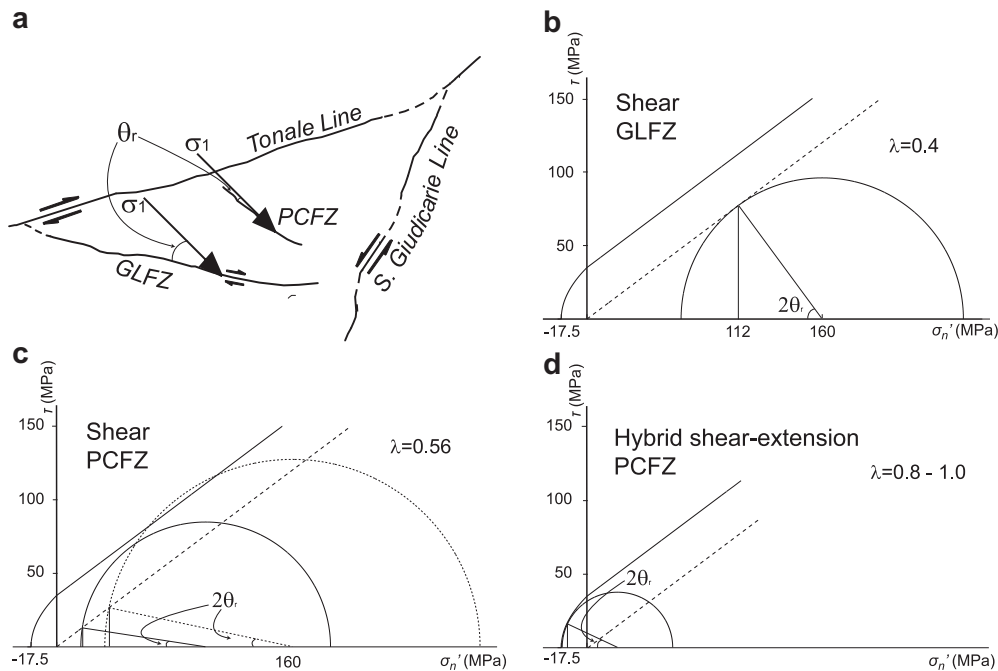 a
θr
σ1
Tonale Line
σ1
PCFZ
GLFZ
S. Giudicarie Line
b
τ (MPa)
150
100
50
Shear
GLFZ
λ=0.4
2θr
-17.5
112
160
σn' (MPa)
c
τ (MPa)
150
100
50
Shear
PCFZ
λ=0.56
2θr
-17.5
160
σn' (MPa)
d
τ (MPa)
150
100
50
Hybrid shear-extension
PCFZ
λ=0.8 - 1.0
2θr
-17.5
σn' (MPa)